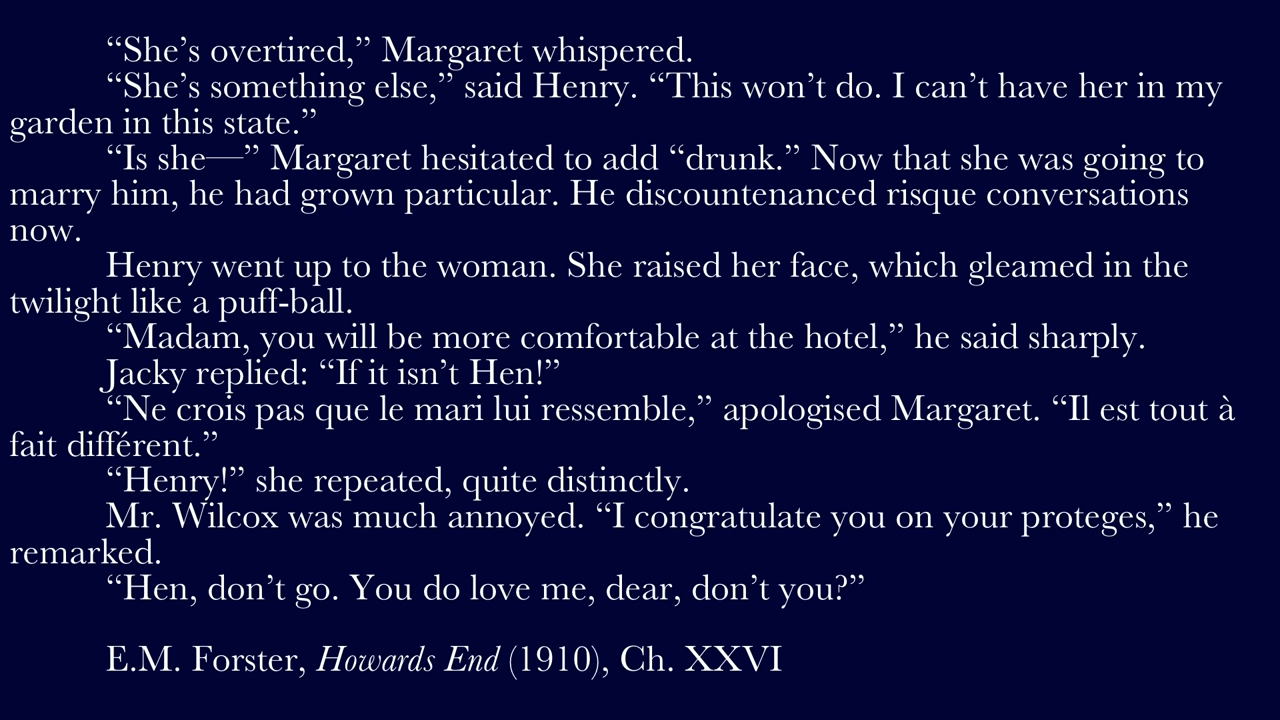 “She’s overtired,” Margaret whispered.
“She’s something else,” said Henry. “This won’t do. I can’t have her in my
garden in this state.”
“Is she—” Margaret hesitated to add “drunk.” Now that she was going to
marry him, he had grown particular. He discountenanced risque conversations
now.
Henry went up to the woman. She raised her face, which gleamed in the
twilight like a puff-ball.
“Madam, you will be more comfortable at the hotel,” he said sharply.
Jacky replied: “If it isn’t Hen!”
“Ne crois pas que le mari lui ressemble,” apologised Margaret. “Il est tout à
fait différent.”
“Henry!” she repeated, quite distinctly.
Mr. Wilcox was much annoyed. “I congratulate you on your proteges,” he
remarked.
“Hen, don’t go. You do love me, dear, don’t you?”
E.M. Forster, Howards End (1910), Ch. XXVI